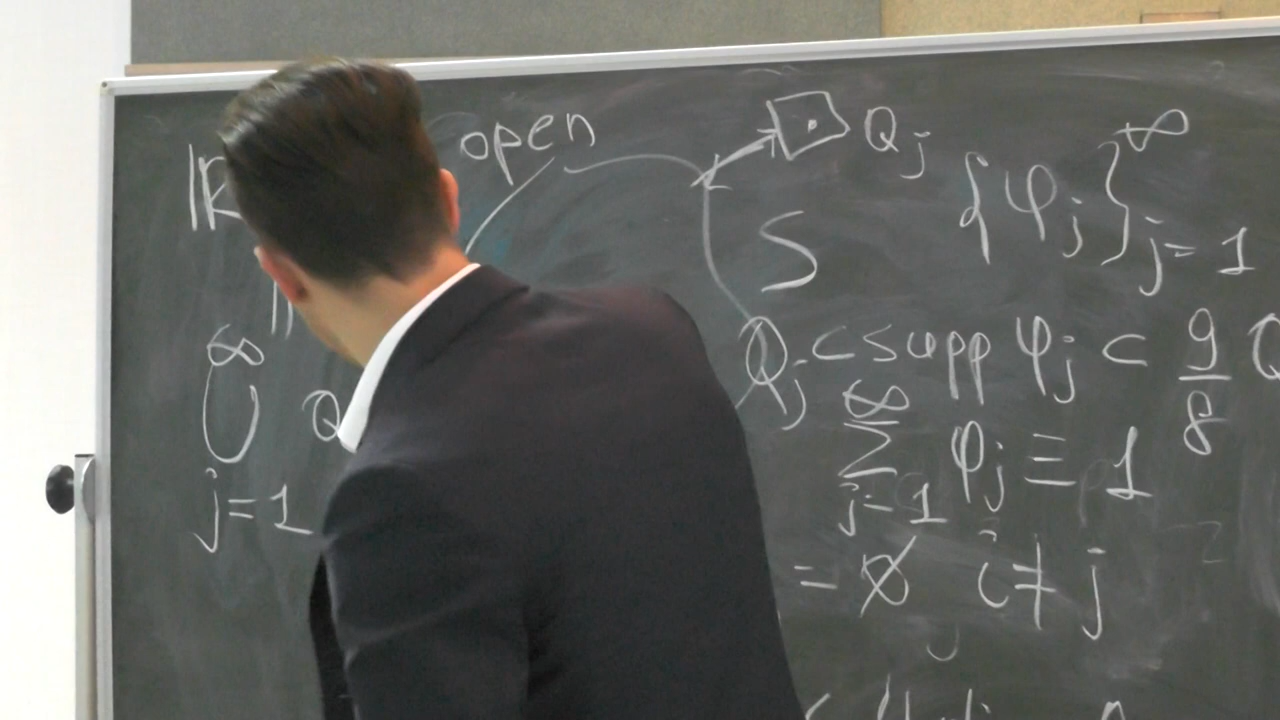 open
Q_j
{φ_j}_{j=1}^∞
S
Q_j ⊂ supp φ_j ⊂ 9/8 Q
∞
∪ Q
j=1
∞
Σ φ_j ≡ 1
j=1
= ∅ i ≠ j